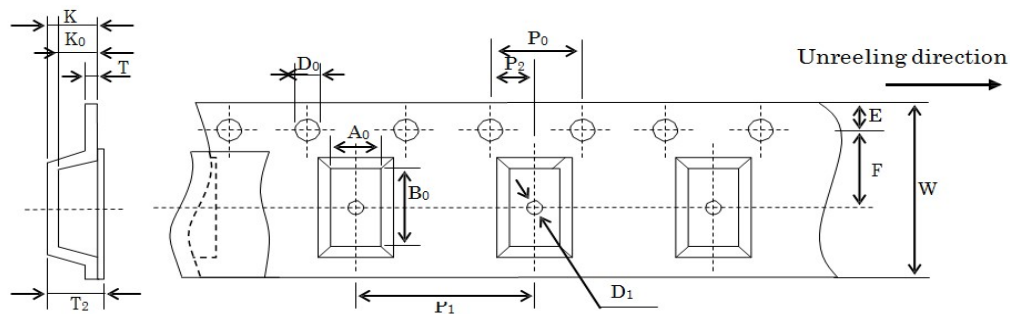 K
K₀
T
T₂
D₀
P₀
P₂
Unreeling direction
A₀
B₀
E
F
W
P₁
D₁